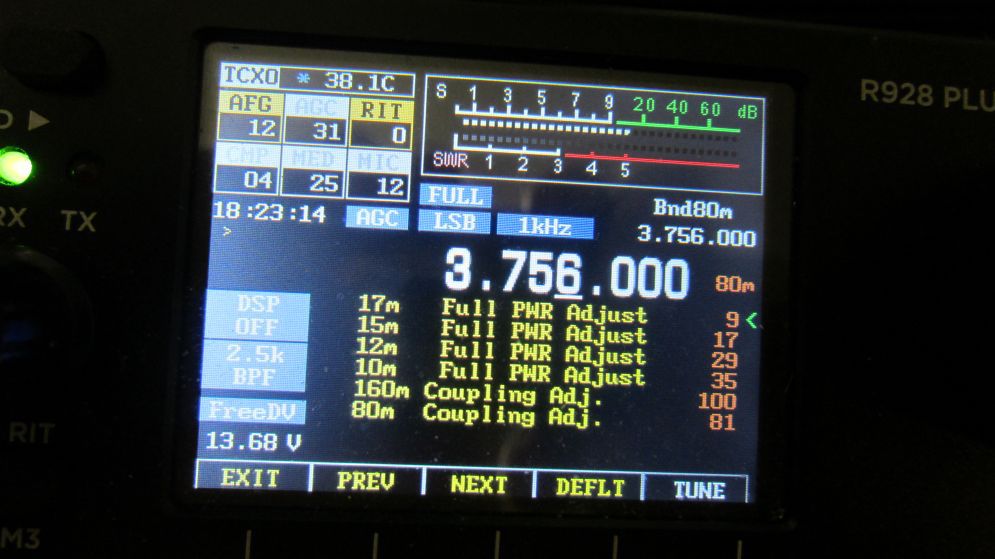 TCXO * 38.1C
AFG AGC RIT
12 31 0
CMP MED MIC
04 25 12
S 1 3 5 7 9 20 40 60 dB
SWR 1 2 3 4 5
R928 PLU
RX TX
18:23:14 AGC
>
FULL
LSB 1kHz
Bnd80m
3.756.000
3.756.000 80m
DSP
OFF
2.5k
BPF
FreeDV
13.68 V
17m Full PWR Adjust 9 <
15m Full PWR Adjust 17
12m Full PWR Adjust 29
10m Full PWR Adjust 35
160m Coupling Adj. 100
80m Coupling Adj. 81
RIT
EXIT PREV NEXT DEFLT TUNE
M3